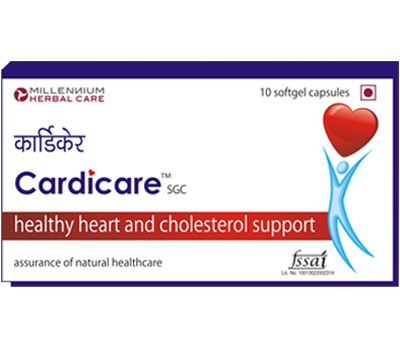 MILLENNIUM
HERBAL CARE
10 softgel capsules
कार्डिकेर
Cardicare™ SGC
healthy heart and cholesterol support
assurance of natural healthcare
fssai